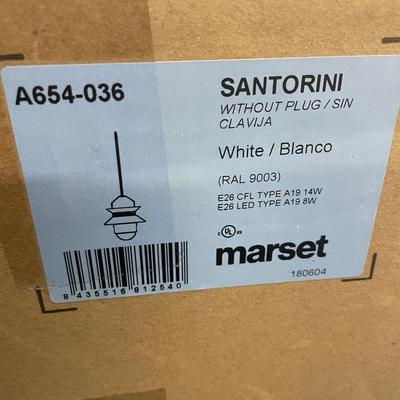 A654-036
SANTORINI
WITHOUT PLUG / SIN
CLAVIJA
White / Blanco
(RAL 9003)
E26 CFL TYPE A19 14W
E26 LED TYPE A19 8W
UL
marset
180604
8 435516 812540